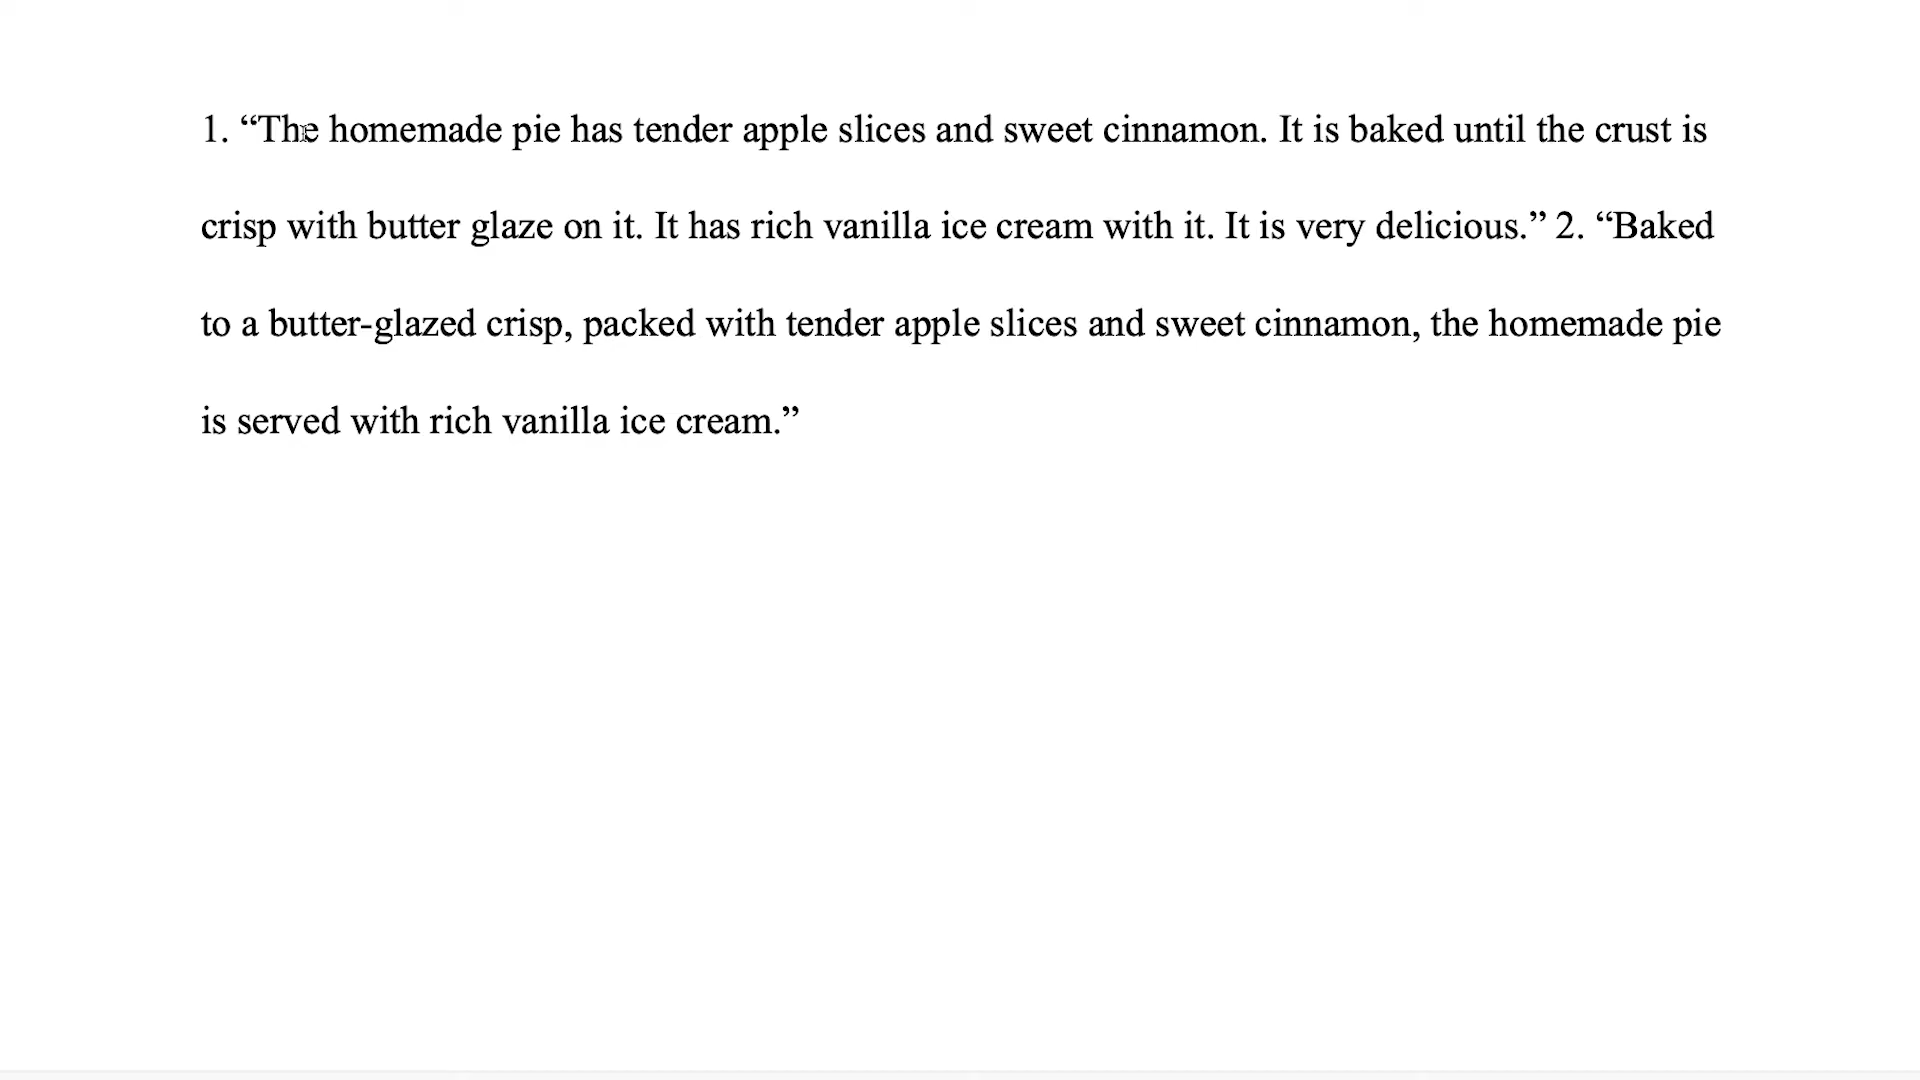 1. “The homemade pie has tender apple slices and sweet cinnamon. It is baked until the crust is
crisp with butter glaze on it. It has rich vanilla ice cream with it. It is very delicious.” 2. “Baked
to a butter-glazed crisp, packed with tender apple slices and sweet cinnamon, the homemade pie
is served with rich vanilla ice cream.”